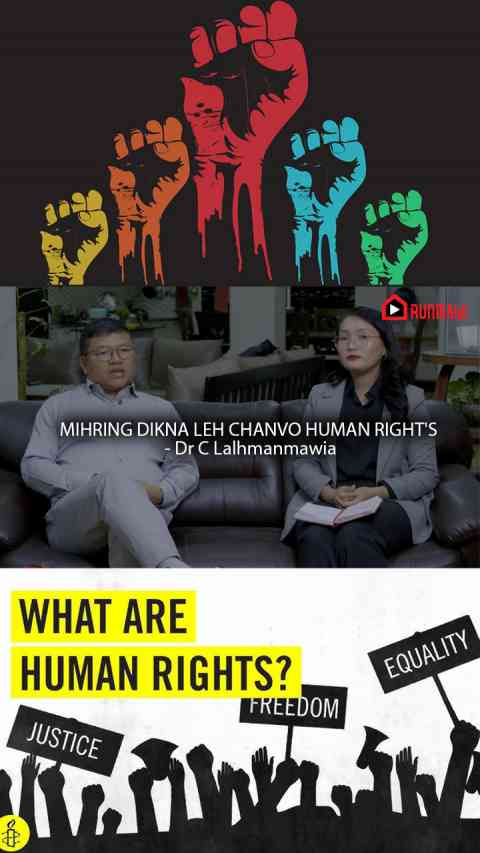 RUNMAWI
MIHRING DIKNA LEH CHANVO HUMAN RIGHT'S
- Dr C Lalhmanmawia
WHAT ARE
HUMAN RIGHTS?
EQUALITY
FREEDOM
JUSTICE